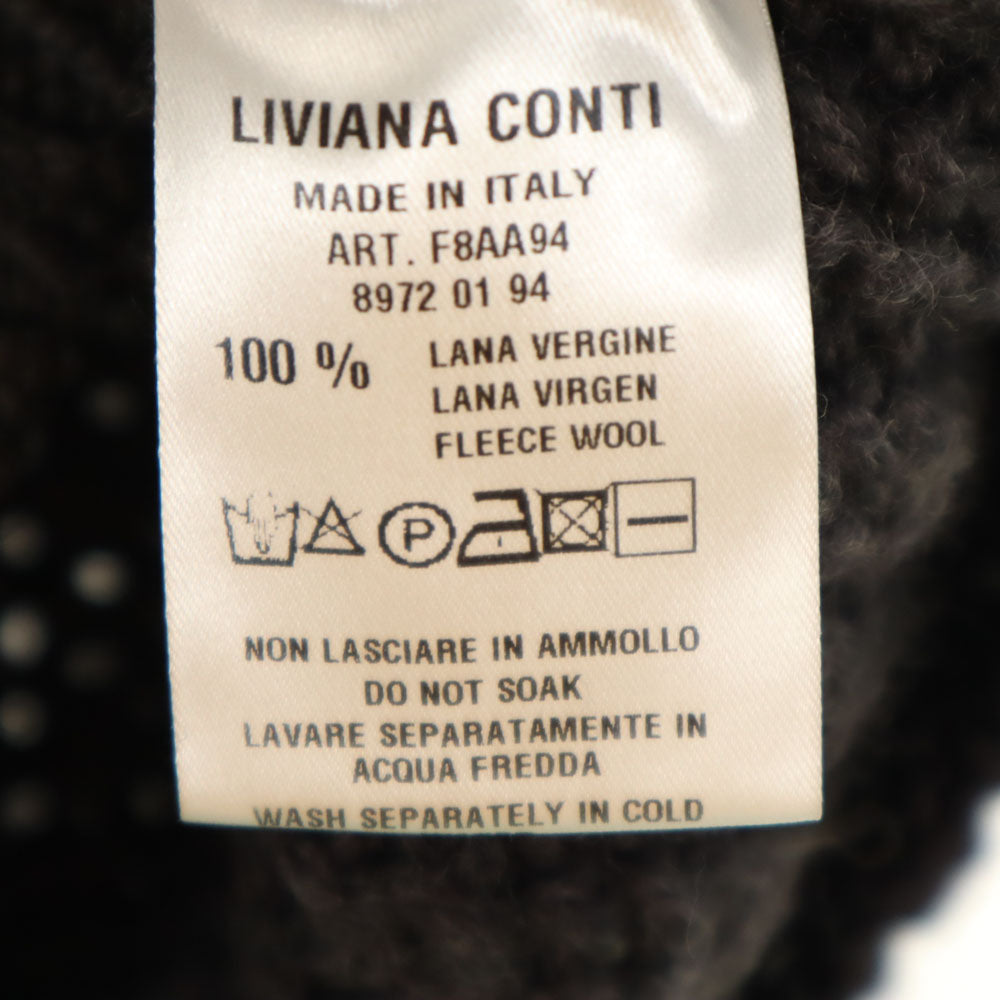 LIVIANA CONTI
MADE IN ITALY
ART. F8AA94
8972 01 94
100 % LANA VERGINE
LANA VIRGEN
FLEECE WOOL
P
NON LASCIARE IN AMMOLLO
DO NOT SOAK
LAVARE SEPARATAMENTE IN
ACQUA FREDDA
WASH SEPARATELY IN COLD